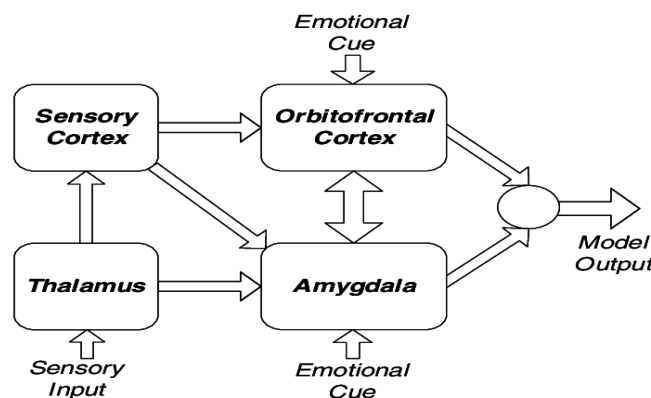 Emotional
Cue
Sensory
Cortex
Orbitofrontal
Cortex
Model
Output
Thalamus
Amygdala
Sensory
Input
Emotional
Cue